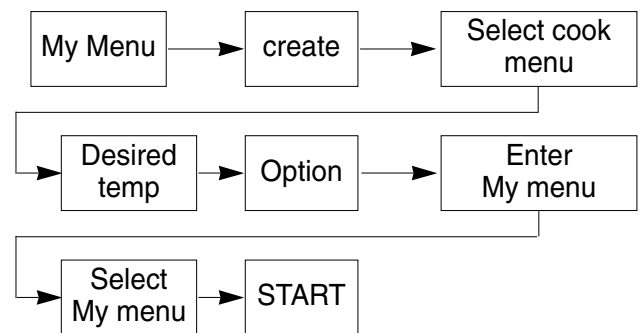 My Menu
create
Select cook
menu
Desired
temp
Option
Enter
My menu
Select
My menu
START